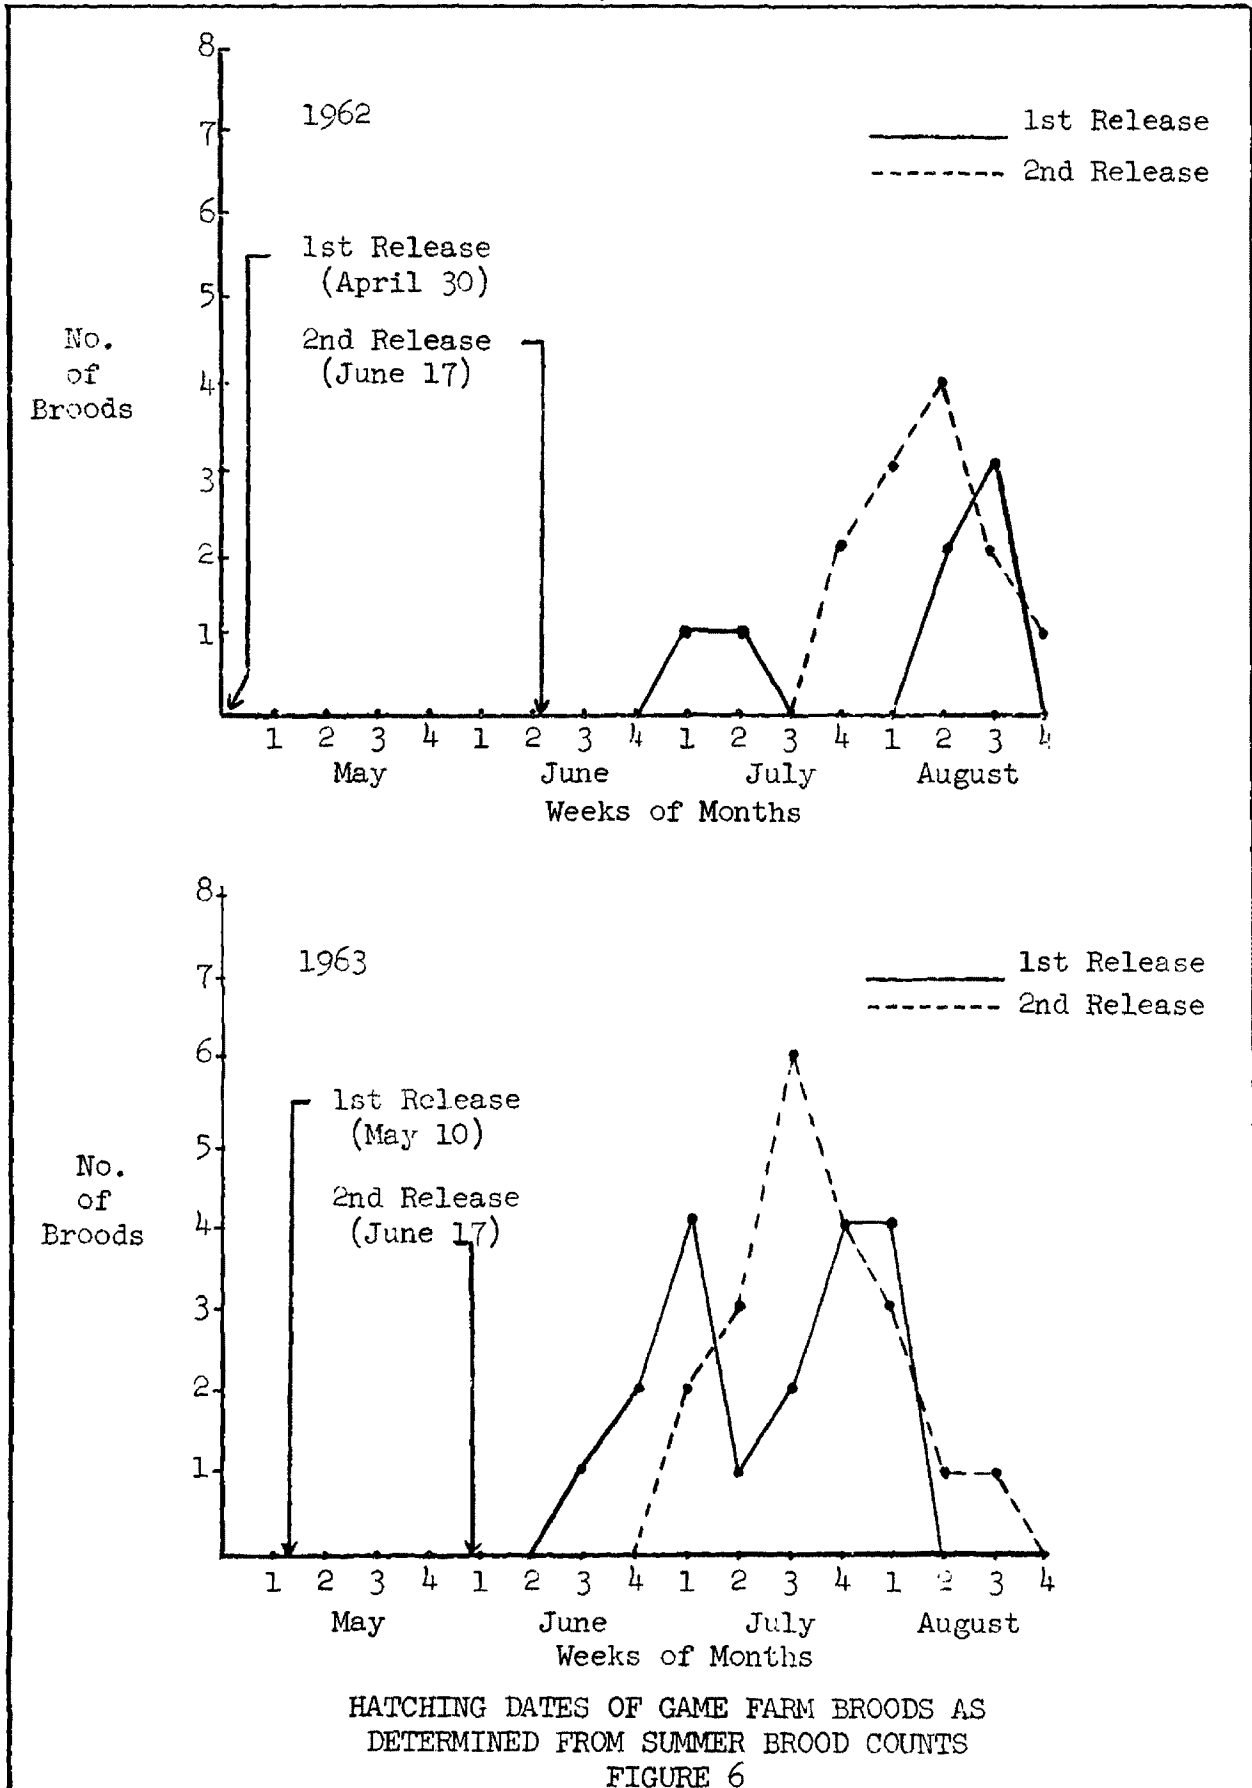 8
1962
1st Release
7
2nd Release
6
1st Release
(April 30)
5
No.
of
Broods
2nd Release
(June 17)
4
3
2
1
1 2 3 4 1 2 3 4 1 2 3 4 1 2 3 4
May June July August
Weeks of Months
8
1963
1st Release
7
2nd Release
6
1st Release
(May 10)
5
No.
of
Broods
2nd Release
(June 17)
4
3
2
1
1 2 3 4 1 2 3 4 1 2 3 4 1 2 3 4
May June July August
Weeks of Months
HATCHING DATES OF GAME FARM BROODS AS
DETERMINED FROM SUMMER BROOD COUNTS
FIGURE 6